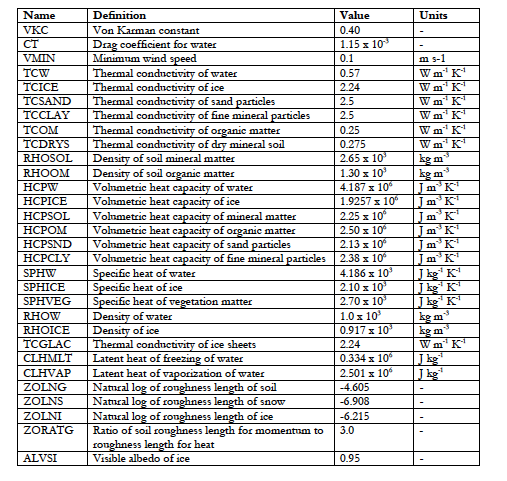 Name Definition Value Units
VKC Von Karman constant 0.40 -
CT Drag coefficient for water 1.15 x 10⁻³ -
VMIN Minimum wind speed 0.1 m s-1
TCW Thermal conductivity of water 0.57 W m⁻¹ K⁻¹
TCICE Thermal conductivity of ice 2.24 W m⁻¹ K⁻¹
TCSAND Thermal conductivity of sand particles 2.5 W m⁻¹ K⁻¹
TCCLAY Thermal conductivity of fine mineral particles 2.5 W m⁻¹ K⁻¹
TCOM Thermal conductivity of organic matter 0.25 W m⁻¹ K⁻¹
TCDRYS Thermal conductivity of dry mineral soil 0.275 W m⁻¹ K⁻¹
RHOSOL Density of soil mineral matter 2.65 x 10³ kg m⁻³
RHOOM Density of soil organic matter 1.30 x 10³ kg m⁻³
HCPW Volumetric heat capacity of water 4.187 x 10⁶ J m⁻³ K⁻¹
HCPICE Volumetric heat capacity of ice 1.9257 x 10⁶ J m⁻³ K⁻¹
HCPSOL Volumetric heat capacity of mineral matter 2.25 x 10⁶ J m⁻³ K⁻¹
HCPOM Volumetric heat capacity of organic matter 2.50 x 10⁶ J m⁻³ K⁻¹
HCPSND Volumetric heat capacity of sand particles 2.13 x 10⁶ J m⁻³ K⁻¹
HCPCLY Volumetric heat capacity of fine mineral particles 2.38 x 10⁶ J m⁻³ K⁻¹
SPHW Specific heat of water 4.186 x 10³ J kg⁻¹ K⁻¹
SPHICE Specific heat of ice 2.10 x 10³ J kg⁻¹ K⁻¹
SPHVEG Specific heat of vegetation matter 2.70 x 10³ J kg⁻¹ K⁻¹
RHOW Density of water 1.0 x 10³ kg m⁻³
RHOICE Density of ice 0.917 x 10³ kg m⁻³
TCGLAC Thermal conductivity of ice sheets 2.24 W m⁻¹ K⁻¹
CLHMLT Latent heat of freezing of water 0.334 x 10⁶ J kg⁻¹
CLHVAP Latent heat of vaporization of water 2.501 x 10⁶ J kg⁻¹
ZOLNG Natural log of roughness length of soil -4.605 -
ZOLNS Natural log of roughness length of snow -6.908 -
ZOLNI Natural log of roughness length of ice -6.215 -
ZORATG Ratio of soil roughness length for momentum to 3.0 -
roughness length for heat
ALVSI Visible albedo of ice 0.95 -